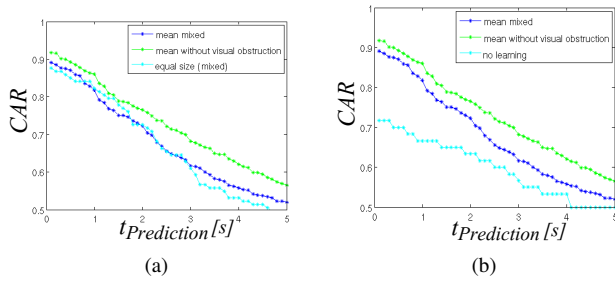 1
0.9
0.8
0.7
0.6
0.5
CAR
mean mixed
mean without visual obstruction
equal size (mixed)
0 1 2 3 4 5
t_Prediction [s]
(a)
1
0.9
0.8
0.7
0.6
0.5
CAR
mean mixed
mean without visual obstruction
no learning
0 1 2 3 4 5
t_Prediction [s]
(b)